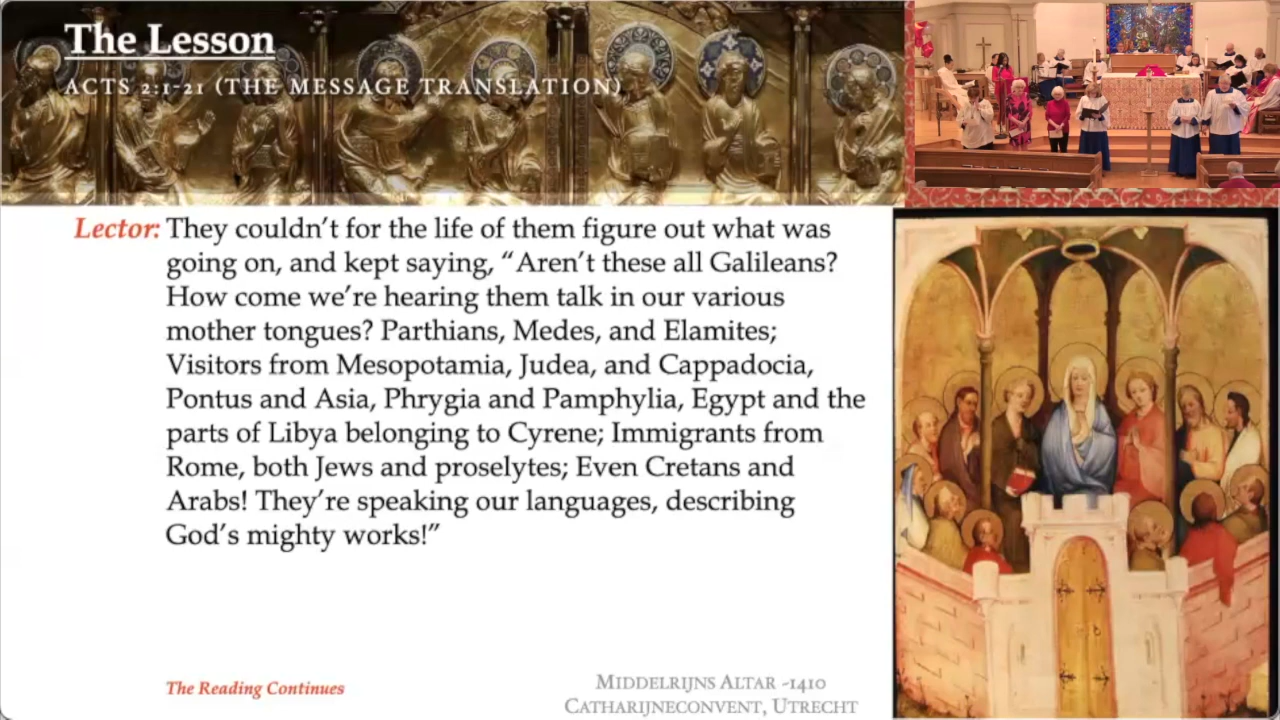 The Lesson
ACTS 2:1-21 (THE MESSAGE TRANSLATION)
Lector: They couldn’t for the life of them figure out what was
going on, and kept saying, “Aren’t these all Galileans?
How come we’re hearing them talk in our various
mother tongues? Parthians, Medes, and Elamites;
Visitors from Mesopotamia, Judea, and Cappadocia,
Pontus and Asia, Phrygia and Pamphylia, Egypt and the
parts of Libya belonging to Cyrene; Immigrants from
Rome, both Jews and proselytes; Even Cretans and
Arabs! They’re speaking our languages, describing
God’s mighty works!”
The Reading Continues
MIDDELRIJNS ALTAR -1410
CATHARIJNECONVENT, UTRECHT